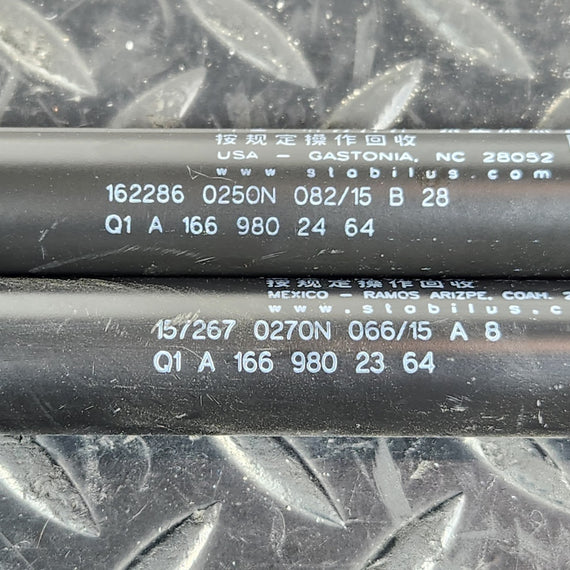 按规定操作回收
USA – GASTONIA, NC 28052
www.stabilus.com
162286 0250N 082/15 B 28
Q1 A 166 980 24 64
按规定操作回收
MEXICO – RAMOS ARIZPE, COAH.
www.stabilus.c
157267 0270N 066/15 A 8
Q1 A 166 980 23 64